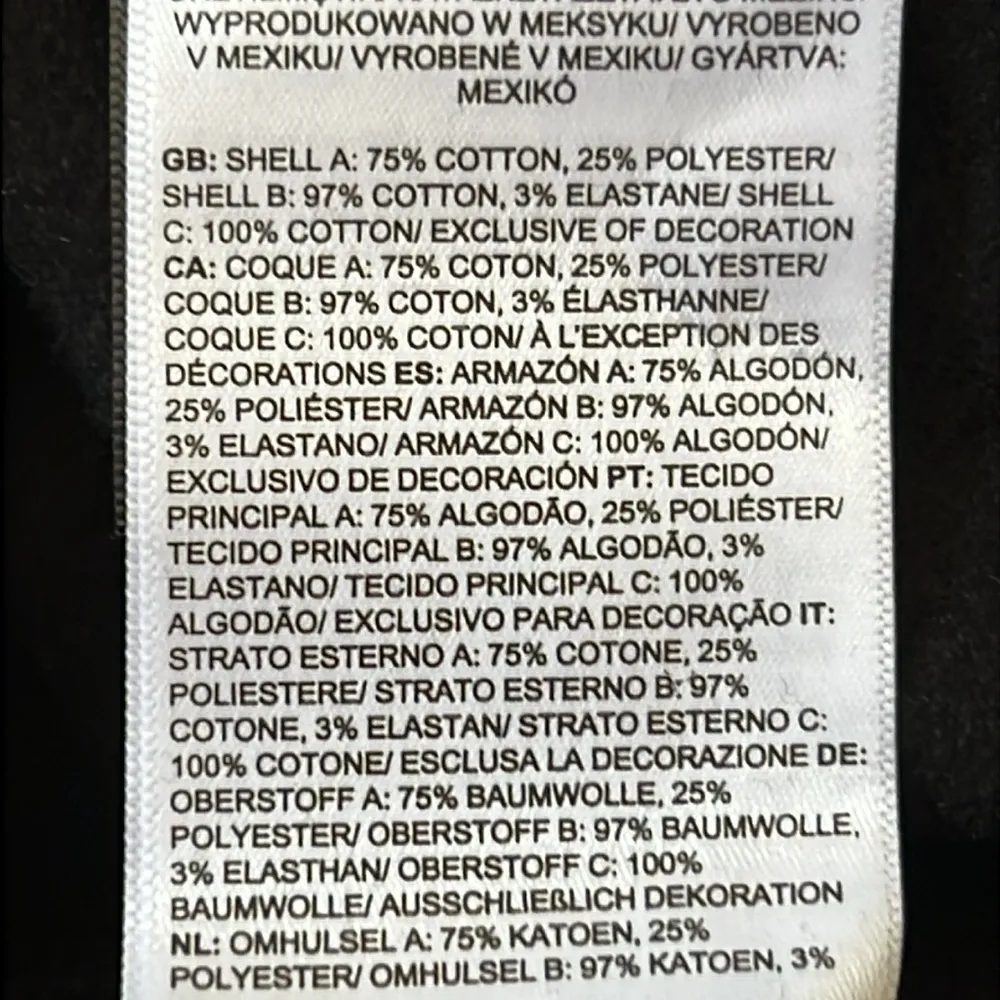 WYPRODUKOWANO W MEKSYKU/ VYROBENO
V MEXIKU/ VYROBENÉ V MEXIKU/ GYÁRTVA:
MEXIKÓ
GB: SHELL A: 75% COTTON, 25% POLYESTER/
SHELL B: 97% COTTON, 3% ELASTANE/ SHELL
C: 100% COTTON/ EXCLUSIVE OF DECORATION
CA: COQUE A: 75% COTON, 25% POLYESTER/
COQUE B: 97% COTON, 3% ÉLASTHANNE/
COQUE C: 100% COTON/ À L'EXCEPTION DES
DÉCORATIONS ES: ARMAZÓN A: 75% ALGODÓN,
25% POLIÉSTER/ ARMAZÓN B: 97% ALGODÓN,
3% ELASTANO/ ARMAZÓN C: 100% ALGODÓN/
EXCLUSIVO DE DECORACIÓN PT: TECIDO
PRINCIPAL A: 75% ALGODÃO, 25% POLIÉSTER/
TECIDO PRINCIPAL B: 97% ALGODÃO, 3%
ELASTANO/ TECIDO PRINCIPAL C: 100%
ALGODÃO/ EXCLUSIVO PARA DECORAÇÃO IT:
STRATO ESTERNO A: 75% COTONE, 25%
POLIESTERE/ STRATO ESTERNO B: 97%
COTONE, 3% ELASTAN/ STRATO ESTERNO C:
100% COTONE/ ESCLUSA LA DECORAZIONE DE:
OBERSTOFF A: 75% BAUMWOLLE, 25%
POLYESTER/ OBERSTOFF B: 97% BAUMWOLLE,
3% ELASTHAN/ OBERSTOFF C: 100%
BAUMWOLLE/ AUSSCHLIEßLICH DEKORATION
NL: OMHULSEL A: 75% KATOEN, 25%
POLYESTER/ OMHULSEL B: 97% KATOEN, 3%